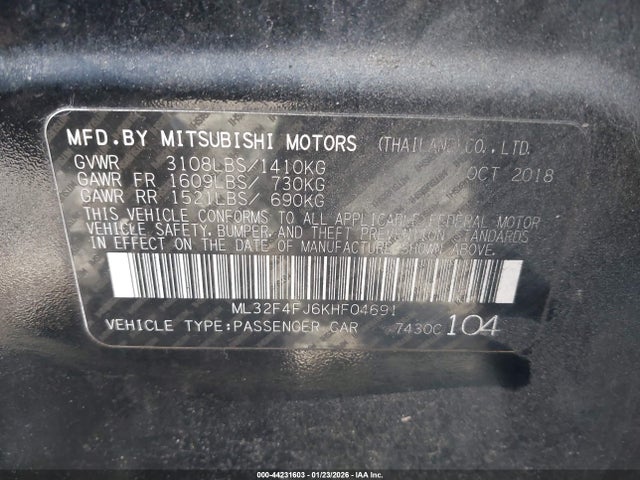 MFD.BY MITSUBISHI MOTORS (THAILAND)CO.,LTD.
GVWR 3108LBS/1410KG OCT 2018
GAWR FR 1609LBS/ 730KG
GAWR RR 1521LBS/ 690KG
THIS VEHICLE CONFORMS TO ALL APPLICABLE FEDERAL MOTOR
VEHICLE SAFETY, BUMPER, AND THEFT PREVENTION STANDARDS
IN EFFECT ON THE DATE OF MANUFACTURE SHOWN ABOVE.
ML32F4FJ6KHF04691
VEHICLE TYPE:PASSENGER CAR 7430C 104
000-44231603 - 01/23/2026 - IAA Inc.